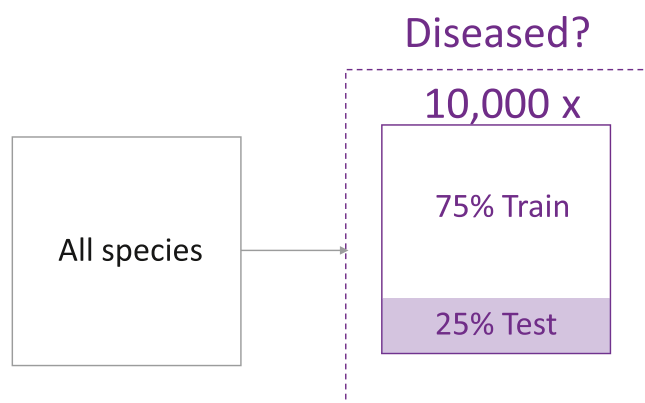 Diseased?
10,000 x
75% Train
All species
25% Test